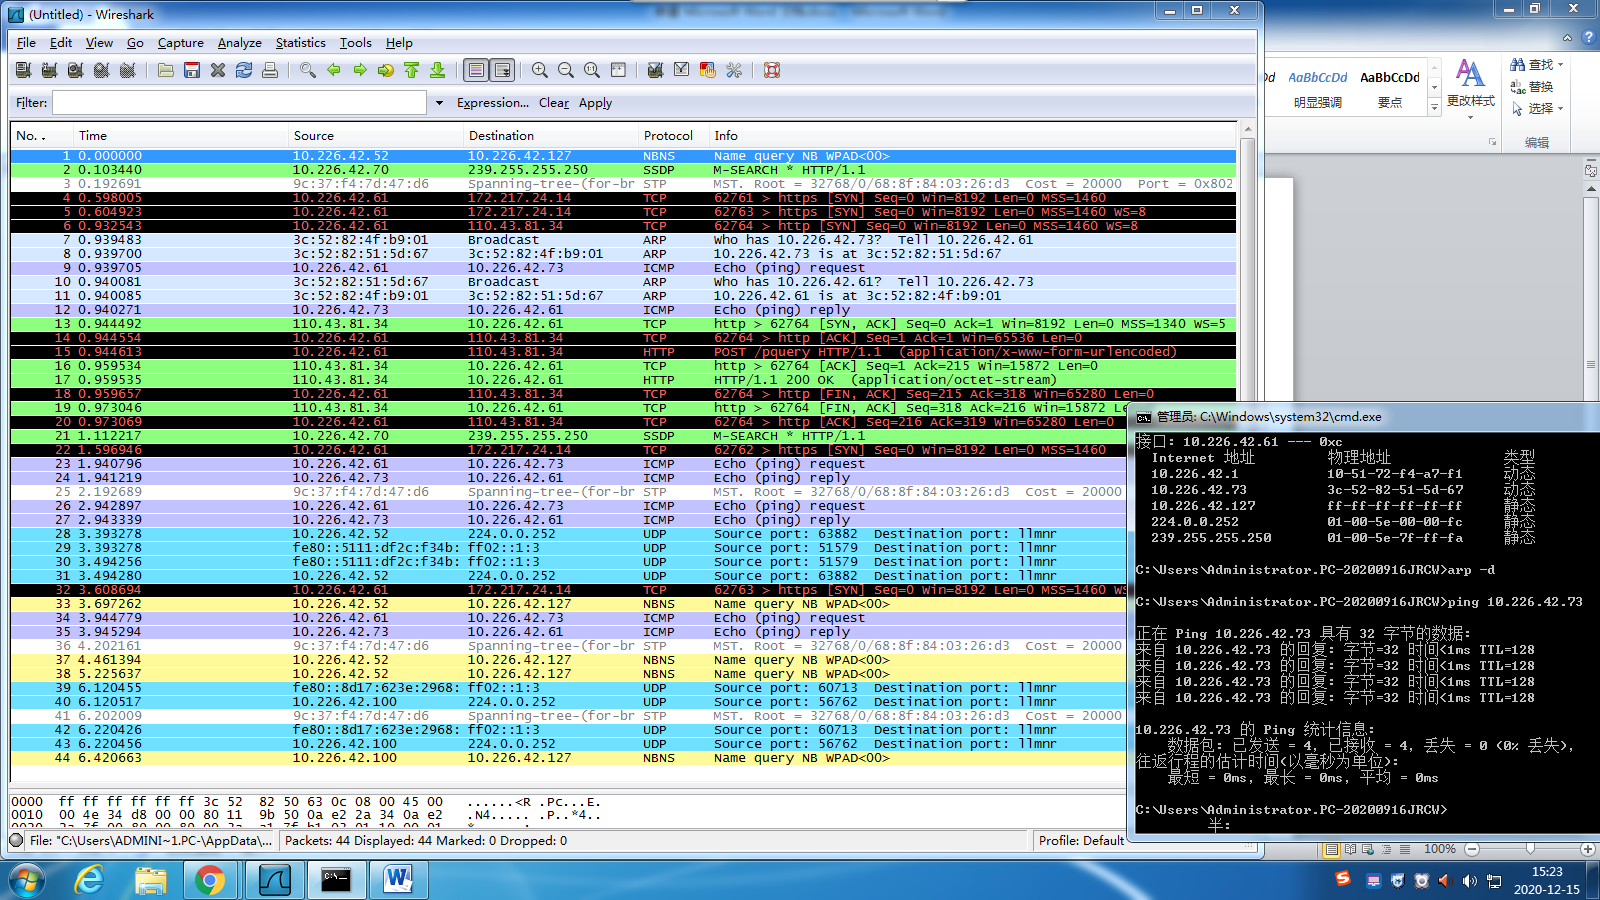 (Untitled) - Wireshark
File Edit View Go Capture Analyze Statistics Tools Help
Filter: Expression... Clear Apply
No. . Time Source Destination Protocol Info
1 0.000000 10.226.42.52 10.226.42.127 NBNS Name query NB WPAD<00>
2 0.103440 10.226.42.70 239.255.255.250 SSDP M-SEARCH * HTTP/1.1
3 0.192691 9c:37:f4:7d:47:d6 Spanning-tree-(for-br STP MST. Root = 32768/0/68:8f:84:03:26:d3 Cost = 20000 Port = 0x802
4 0.598005 10.226.42.61 172.217.24.14 TCP 62761 > https [SYN] Seq=0 Win=8192 Len=0 MSS=1460
5 0.604923 10.226.42.61 172.217.24.14 TCP 62763 > https [SYN] Seq=0 Win=8192 Len=0 MSS=1460 WS=8
6 0.932543 10.226.42.61 110.43.81.34 TCP 62764 > http [SYN] Seq=0 Win=8192 Len=0 MSS=1460 WS=8
7 0.939483 3c:52:82:4f:b9:01 Broadcast ARP Who has 10.226.42.73? Tell 10.226.42.61
8 0.939700 3c:52:82:51:5d:67 3c:52:82:4f:b9:01 ARP 10.226.42.73 is at 3c:52:82:51:5d:67
9 0.939705 10.226.42.61 10.226.42.73 ICMP Echo (ping) request
10 0.940081 3c:52:82:51:5d:67 Broadcast ARP Who has 10.226.42.61? Tell 10.226.42.73
11 0.940085 3c:52:82:4f:b9:01 3c:52:82:51:5d:67 ARP 10.226.42.61 is at 3c:52:82:4f:b9:01
12 0.940271 10.226.42.73 10.226.42.61 ICMP Echo (ping) reply
13 0.944492 110.43.81.34 10.226.42.61 TCP http > 62764 [SYN, ACK] Seq=0 Ack=1 Win=8192 Len=0 MSS=1340 WS=5
14 0.944554 10.226.42.61 110.43.81.34 TCP 62764 > http [ACK] Seq=1 Ack=1 Win=65536 Len=0
15 0.944613 10.226.42.61 110.43.81.34 HTTP POST /pquery HTTP/1.1 (application/x-www-form-urlencoded)
16 0.959534 110.43.81.34 10.226.42.61 TCP http > 62764 [ACK] Seq=1 Ack=215 Win=15872 Len=0
17 0.959535 110.43.81.34 10.226.42.61 HTTP HTTP/1.1 200 OK (application/octet-stream)
18 0.959657 10.226.42.61 110.43.81.34 TCP 62764 > http [FIN, ACK] Seq=215 Ack=318 Win=65280 Len=0
19 0.973046 110.43.81.34 10.226.42.61 TCP http > 62764 [FIN, ACK] Seq=318 Ack=216 Win=15872 Le
20 0.973069 10.226.42.61 110.43.81.34 TCP 62764 > http [ACK] Seq=216 Ack=319 Win=65280 Len=0
21 1.112217 10.226.42.70 239.255.255.250 SSDP M-SEARCH * HTTP/1.1
22 1.596946 10.226.42.61 172.217.24.14 TCP 62762 > https [SYN] Seq=0 Win=8192 Len=0 MSS=1460
23 1.940796 10.226.42.61 10.226.42.73 ICMP Echo (ping) request
24 1.941219 10.226.42.73 10.226.42.61 ICMP Echo (ping) reply
25 2.192689 9c:37:f4:7d:47:d6 Spanning-tree-(for-br STP MST. Root = 32768/0/68:8f:84:03:26:d3 Cost = 20000
26 2.942897 10.226.42.61 10.226.42.73 ICMP Echo (ping) request
27 2.943339 10.226.42.73 10.226.42.61 ICMP Echo (ping) reply
28 3.393278 10.226.42.52 224.0.0.252 UDP Source port: 63882 Destination port: llmnr
29 3.393278 fe80::5111:df2c:f34b: ff02::1:3 UDP Source port: 51579 Destination port: llmnr
30 3.494256 fe80::5111:df2c:f34b: ff02::1:3 UDP Source port: 51579 Destination port: llmnr
31 3.494280 10.226.42.52 224.0.0.252 UDP Source port: 63882 Destination port: llmnr
32 3.608694 10.226.42.61 172.217.24.14 TCP 62763 > https [SYN] Seq=0 Win=8192 Len=0 MSS=1460 WS
33 3.697262 10.226.42.52 10.226.42.127 NBNS Name query NB WPAD<00>
34 3.944779 10.226.42.61 10.226.42.73 ICMP Echo (ping) request
35 3.945294 10.226.42.73 10.226.42.61 ICMP Echo (ping) reply
36 4.202161 9c:37:f4:7d:47:d6 Spanning-tree-(for-br STP MST. Root = 32768/0/68:8f:84:03:26:d3 Cost = 20000
37 4.461394 10.226.42.52 10.226.42.127 NBNS Name query NB WPAD<00>
38 5.225637 10.226.42.52 10.226.42.127 NBNS Name query NB WPAD<00>
39 6.120455 fe80::8d17:623e:2968: ff02::1:3 UDP Source port: 60713 Destination port: llmnr
40 6.120517 10.226.42.100 224.0.0.252 UDP Source port: 56762 Destination port: llmnr
41 6.202009 9c:37:f4:7d:47:d6 Spanning-tree-(for-br STP MST. Root = 32768/0/68:8f:84:03:26:d3 Cost = 20000
42 6.220426 fe80::8d17:623e:2968: ff02::1:3 UDP Source port: 60713 Destination port: llmnr
43 6.220456 10.226.42.100 224.0.0.252 UDP Source port: 56762 Destination port: llmnr
44 6.420663 10.226.42.100 10.226.42.127 NBNS Name query NB WPAD<00>
0000 ff ff ff ff ff ff 3c 52 82 50 63 0c 08 00 45 00 ......<R .Pc...E.
0010 00 4e 34 d8 00 00 80 11 9b 50 0a e2 2a 34 0a e2 .N4..... .P..*4..
File: "C:\Users\ADMINI~1.PC-\AppData\... Packets: 44 Displayed: 44 Marked: 0 Dropped: 0 Profile: Default
AaBbCcDd AaBbCcDd
明显强调 要点 更改样式
查找
替换
选择
编辑
管理员: C:\Windows\system32\cmd.exe
接口: 10.226.42.61 --- 0xc
Internet 地址 物理地址 类型
10.226.42.1 10-51-72-f4-a7-f1 动态
10.226.42.73 3c-52-82-51-5d-67 动态
10.226.42.127 ff-ff-ff-ff-ff-ff 静态
224.0.0.252 01-00-5e-00-00-fc 静态
239.255.255.250 01-00-5e-7f-ff-fa 静态
C:\Users\Administrator.PC-20200916JRCW>arp -d
C:\Users\Administrator.PC-20200916JRCW>ping 10.226.42.73
正在 Ping 10.226.42.73 具有 32 字节的数据:
来自 10.226.42.73 的回复: 字节=32 时间<1ms TTL=128
来自 10.226.42.73 的回复: 字节=32 时间<1ms TTL=128
来自 10.226.42.73 的回复: 字节=32 时间<1ms TTL=128
来自 10.226.42.73 的回复: 字节=32 时间<1ms TTL=128
10.226.42.73 的 Ping 统计信息:
数据包: 已发送 = 4, 已接收 = 4, 丢失 = 0 (0% 丢失),
往返行程的估计时间(以毫秒为单位):
最短 = 0ms, 最长 = 0ms, 平均 = 0ms
C:\Users\Administrator.PC-20200916JRCW>
半:
100%
15:23
2020-12-15